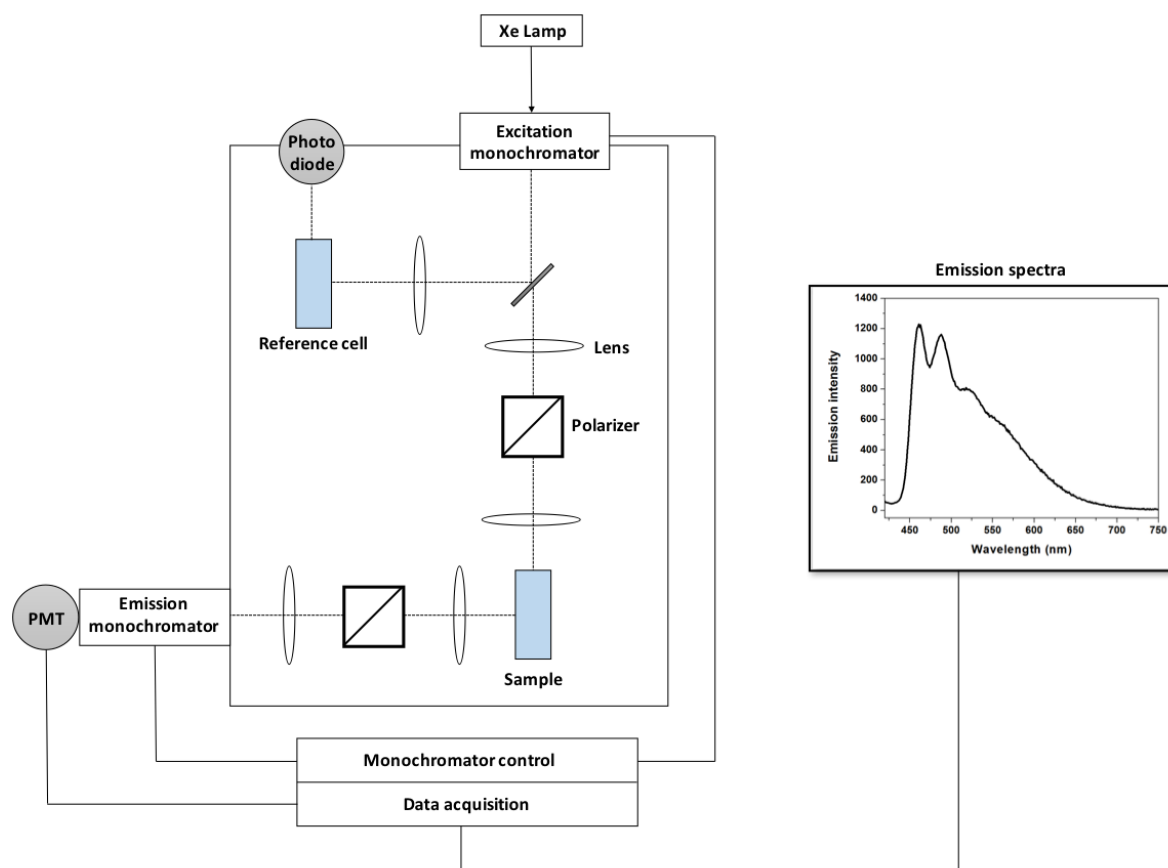 Xe Lamp
Excitation
monochromator
Photo
diode
Reference cell
Lens
Polarizer
Emission
monochromator
PMT
Sample
Monochromator control
Data acquisition
Emission spectra
Emission intensity
1400
1200
1000
800
600
400
200
0
450 500 550 600 650 700 750
Wavelength (nm)